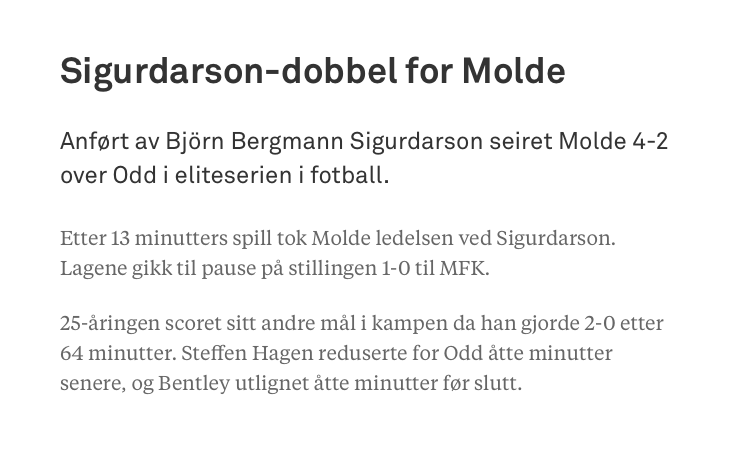 Sigurdarson-dobbel for Molde
Anført av Björn Bergmann Sigurdarson seiret Molde 4-2
over Odd i eliteserien i fotball.
Etter 13 minutters spill tok Molde ledelsen ved Sigurdarson.
Lagene gikk til pause på stillingen 1-0 til MFK.
25-åringen scoret sitt andre mål i kampen da han gjorde 2-0 etter
64 minutter. Steffen Hagen reduserte for Odd åtte minutter
senere, og Bentley utlignet åtte minutter før slutt.